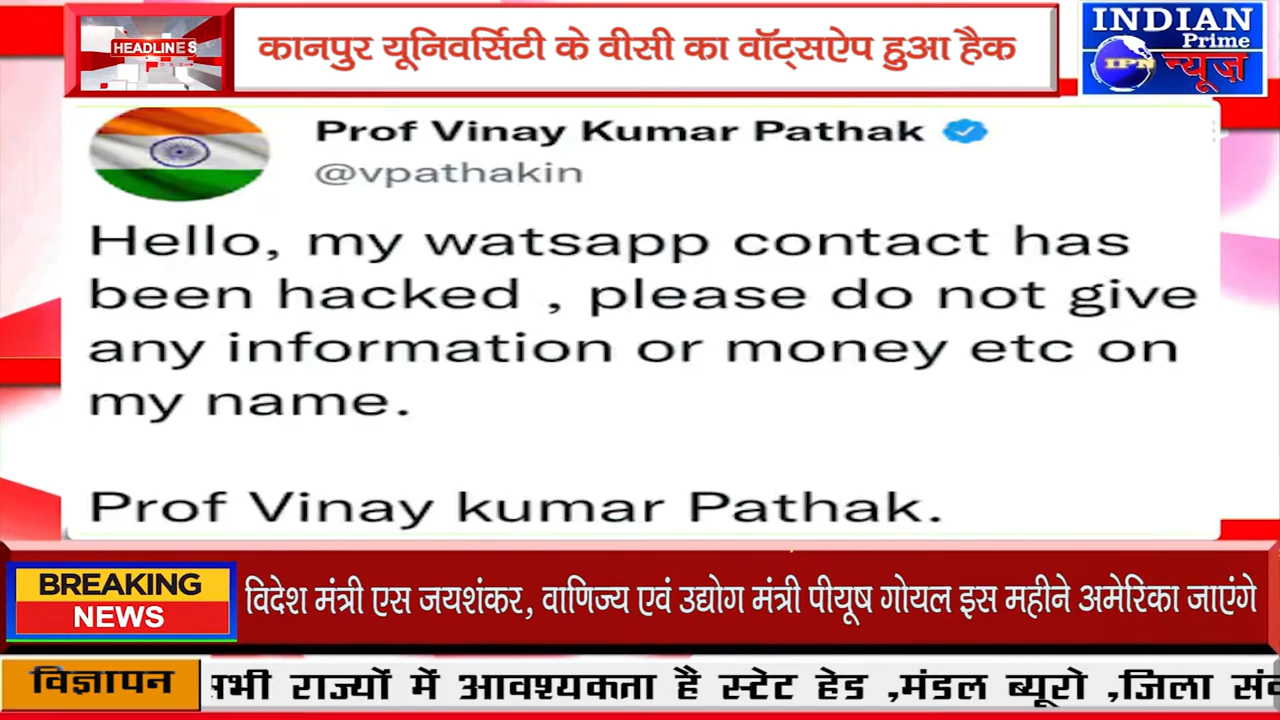 HEADLINES
कानपुर यूनिवर्सिटी के वीसी का वॉट्सऐप हुआ हैक
INDIAN
Prime
IPN न्यूज़
Prof Vinay Kumar Pathak
@vpathakin
Hello, my watsapp contact has
been hacked , please do not give
any information or money etc on
my name.
Prof Vinay kumar Pathak.
BREAKING
NEWS
विदेश मंत्री एस जयशंकर, वाणिज्य एवं उद्योग मंत्री पीयूष गोयल इस महीने अमेरिका जाएंगे
विज्ञापन
राज्यों में आवश्यकता है स्टेट हेड ,मंडल ब्यूरो ,जिला